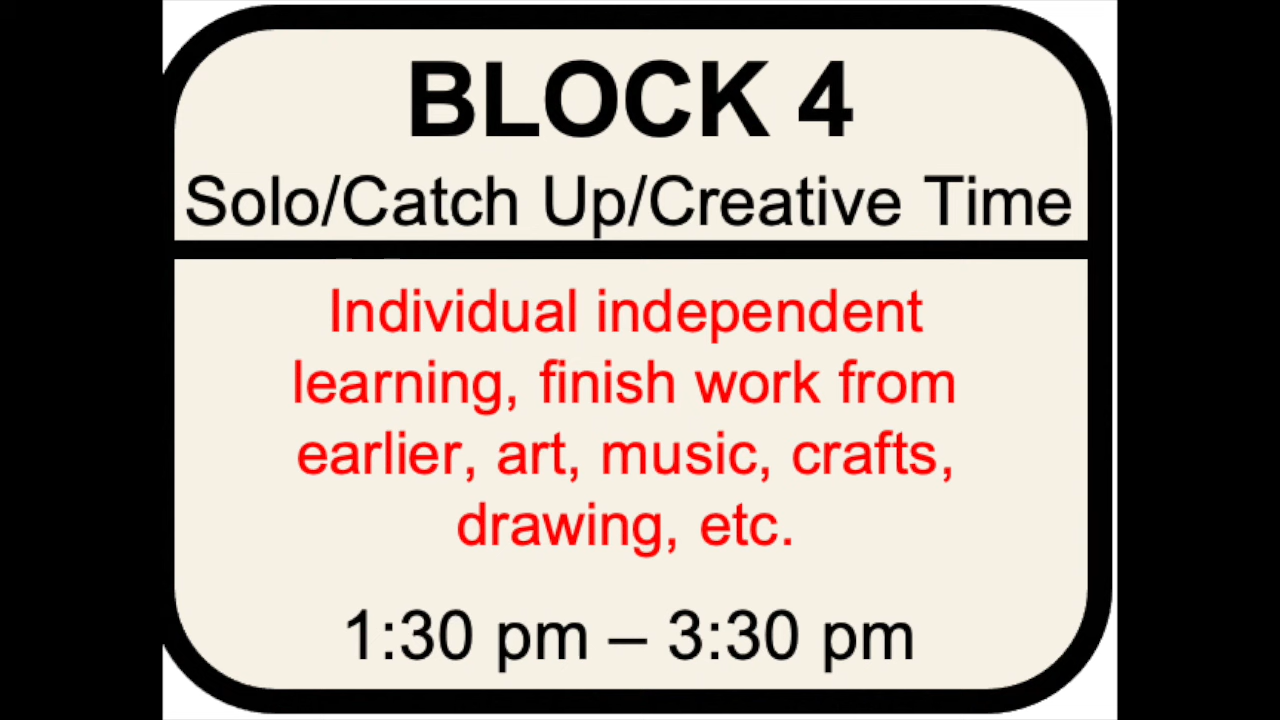 BLOCK 4
Solo/Catch Up/Creative Time
Individual independent
learning, finish work from
earlier, art, music, crafts,
drawing, etc.
1:30 pm – 3:30 pm